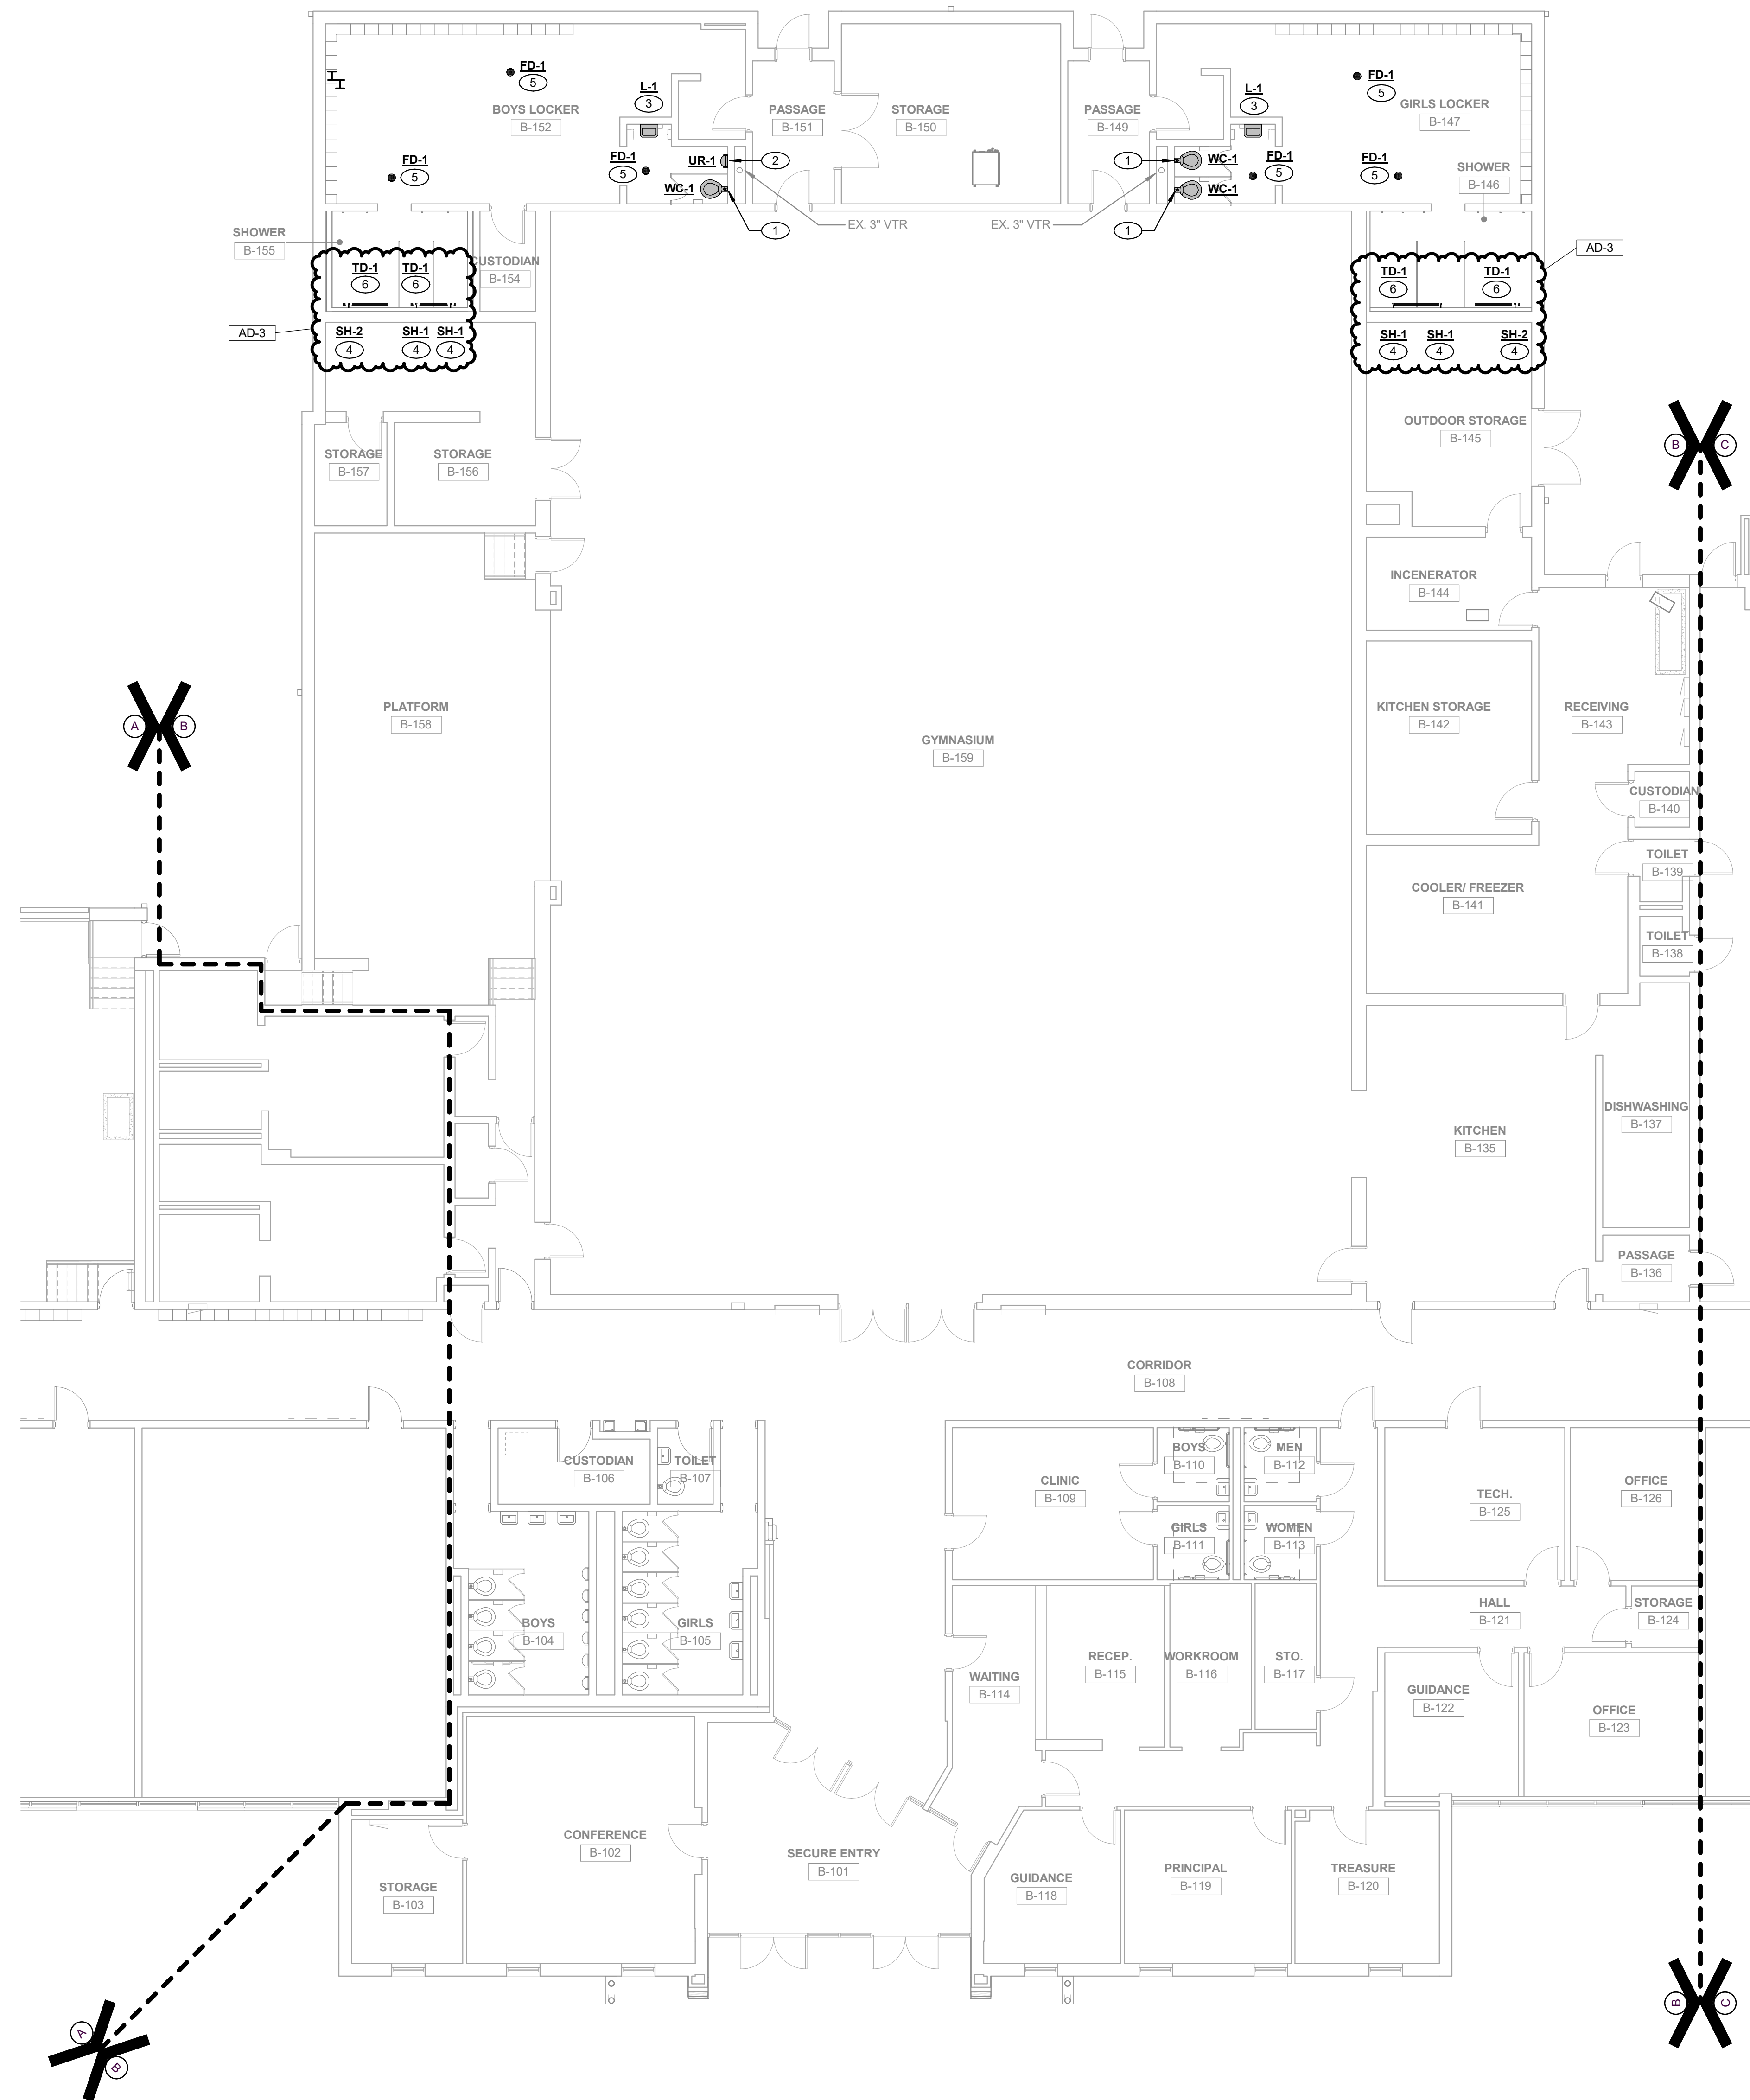 FD-1
5
BOYS LOCKER
B-152
L-1
3
FD-1
5
FD-1
5
UR-1
2
WC-1
1
PASSAGE
B-151
STORAGE
B-150
PASSAGE
B-149
EX. 3" VTR
EX. 3" VTR
L-1
3
1
WC-1
WC-1
1
FD-1
5
FD-1
5
GIRLS LOCKER
B-147
FD-1
5
SHOWER
B-146
SHOWER
B-155
CUSTODIAN
B-154
TD-1
6
TD-1
6
AD-3
SH-2
4
SH-1
4
SH-1
4
AD-3
TD-1
6
TD-1
6
SH-1
4
SH-1
4
SH-2
4
STORAGE
B-157
STORAGE
B-156
OUTDOOR STORAGE
B-145
B
C
INCENERATOR
B-144
A
B
PLATFORM
B-158
GYMNASIUM
B-159
KITCHEN STORAGE
B-142
RECEIVING
B-143
CUSTODIAN
B-140
TOILET
B-139
COOLER/ FREEZER
B-141
TOILET
B-138
KITCHEN
B-135
DISHWASHING
B-137
PASSAGE
B-136
CORRIDOR
B-108
CUSTODIAN
B-106
TOILET
B-107
CLINIC
B-109
BOYS
B-110
MEN
B-112
GIRLS
B-111
WOMEN
B-113
TECH.
B-125
OFFICE
B-126
BOYS
B-104
GIRLS
B-105
HALL
B-121
STORAGE
B-124
WAITING
B-114
RECEP.
B-115
WORKROOM
B-116
STO.
B-117
GUIDANCE
B-122
OFFICE
B-123
STORAGE
B-103
CONFERENCE
B-102
SECURE ENTRY
B-101
GUIDANCE
B-118
PRINCIPAL
B-119
TREASURE
B-120
A
B
B
C